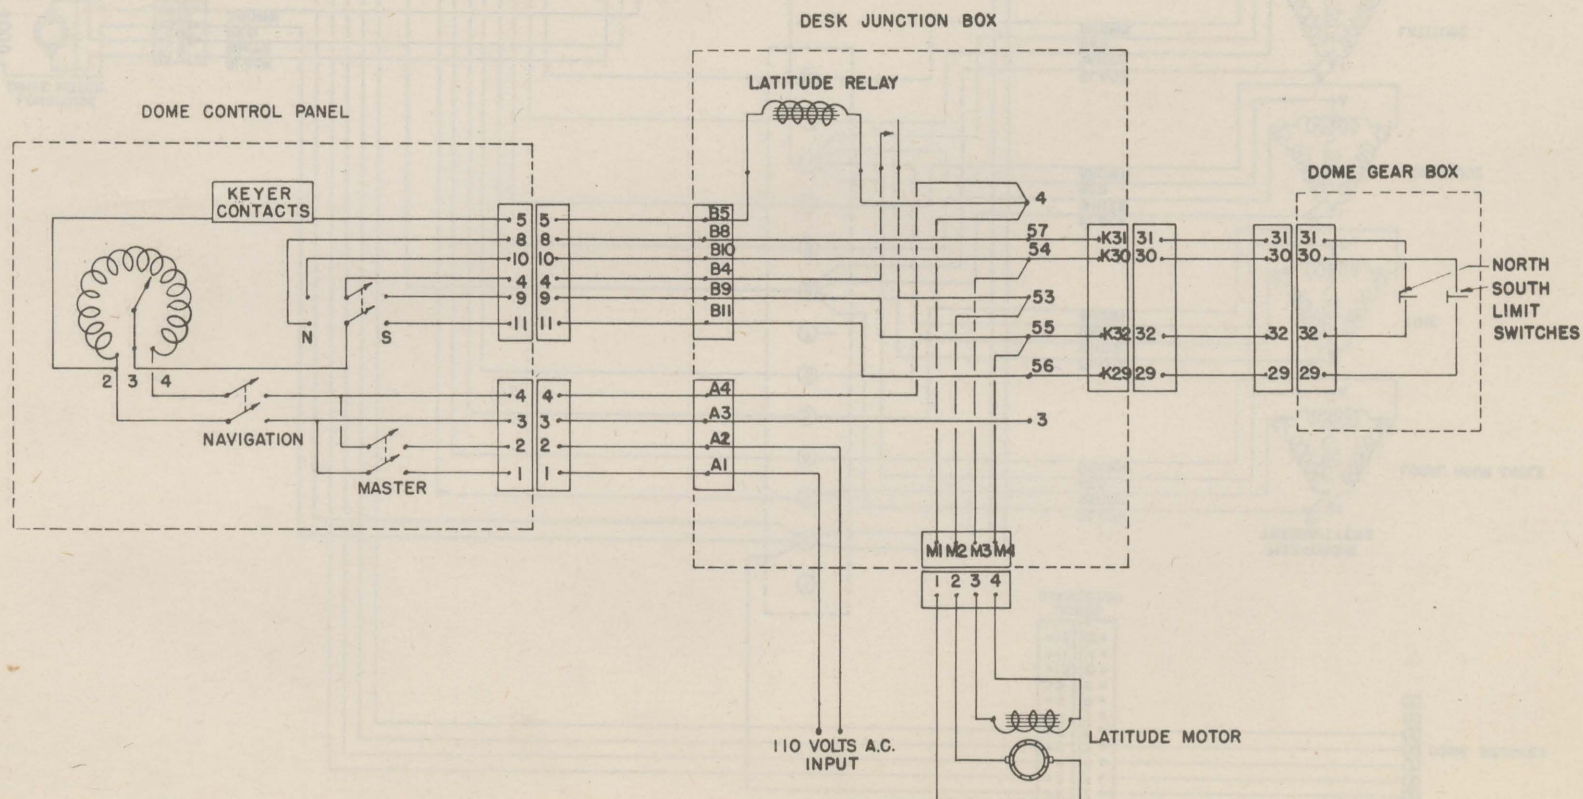 DESK JUNCTION BOX
LATITUDE RELAY
DOME CONTROL PANEL
DOME GEAR BOX
KEYER
CONTACTS
5 5 B5
8 8 B8
10 10 B10
4 4 B4
9 9 B9
11 11 B11
4
57
54
53
55
56
3
K31 31
K30 30
K32 32
K29 29
31 31
30 30
32 32
29 29
NORTH
SOUTH
LIMIT
SWITCHES
N S
2 3 4
NAVIGATION
MASTER
4 4 A4
3 3 A3
2 2 A2
1 1 A1
M1 M2 M3 M4
1 2 3 4
110 VOLTS A.C.
INPUT
LATITUDE MOTOR